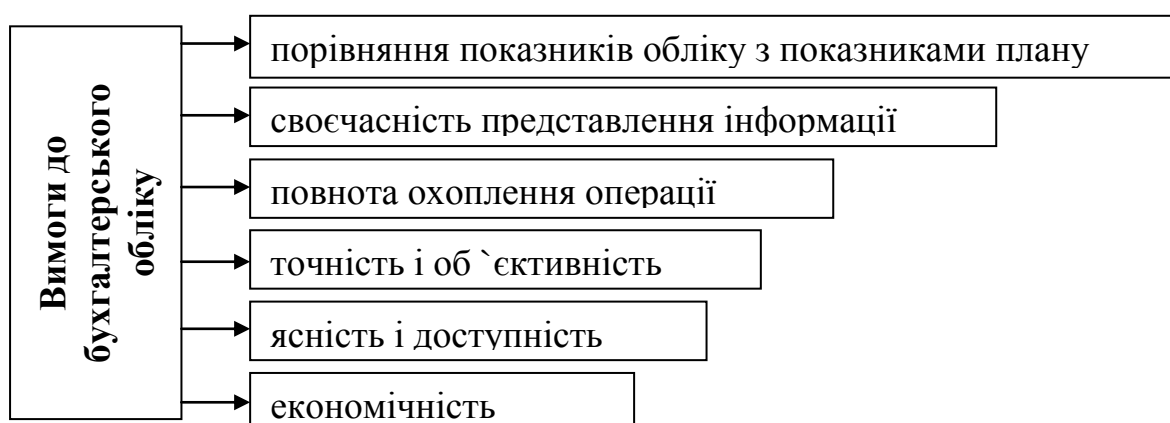 Вимоги до
бухгалтерського
обліку
порівняння показників обліку з показниками плану
своєчасність представлення інформації
повнота охоплення операції
точність і об `єктивність
ясність і доступність
економічність